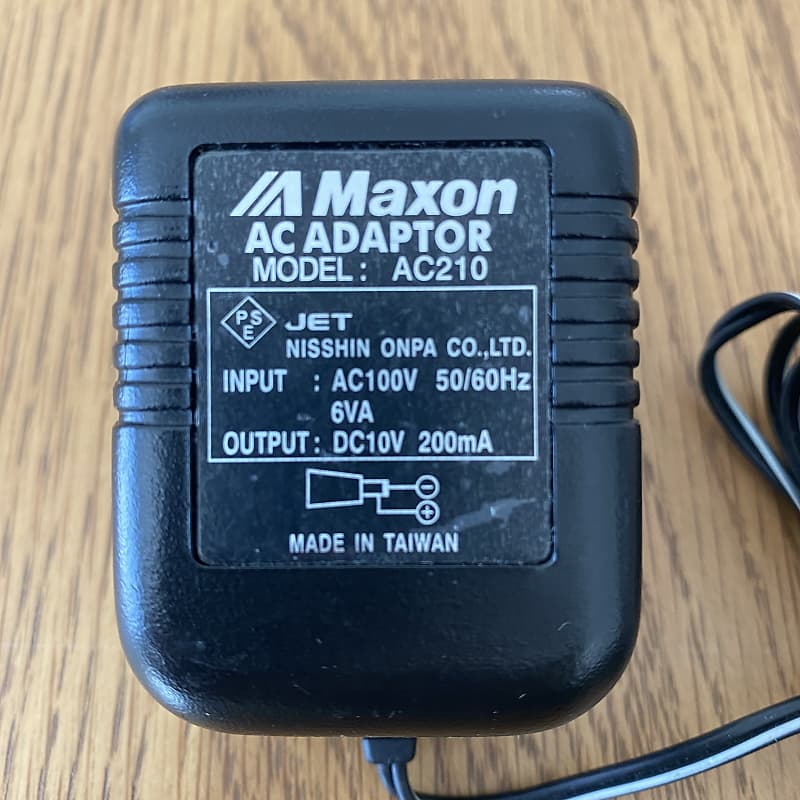 Maxon
AC ADAPTOR
MODEL : AC210
PSE JET
NISSHIN ONPA CO.,LTD.
INPUT : AC100V 50/60Hz
6VA
OUTPUT : DC10V 200mA
MADE IN TAIWAN